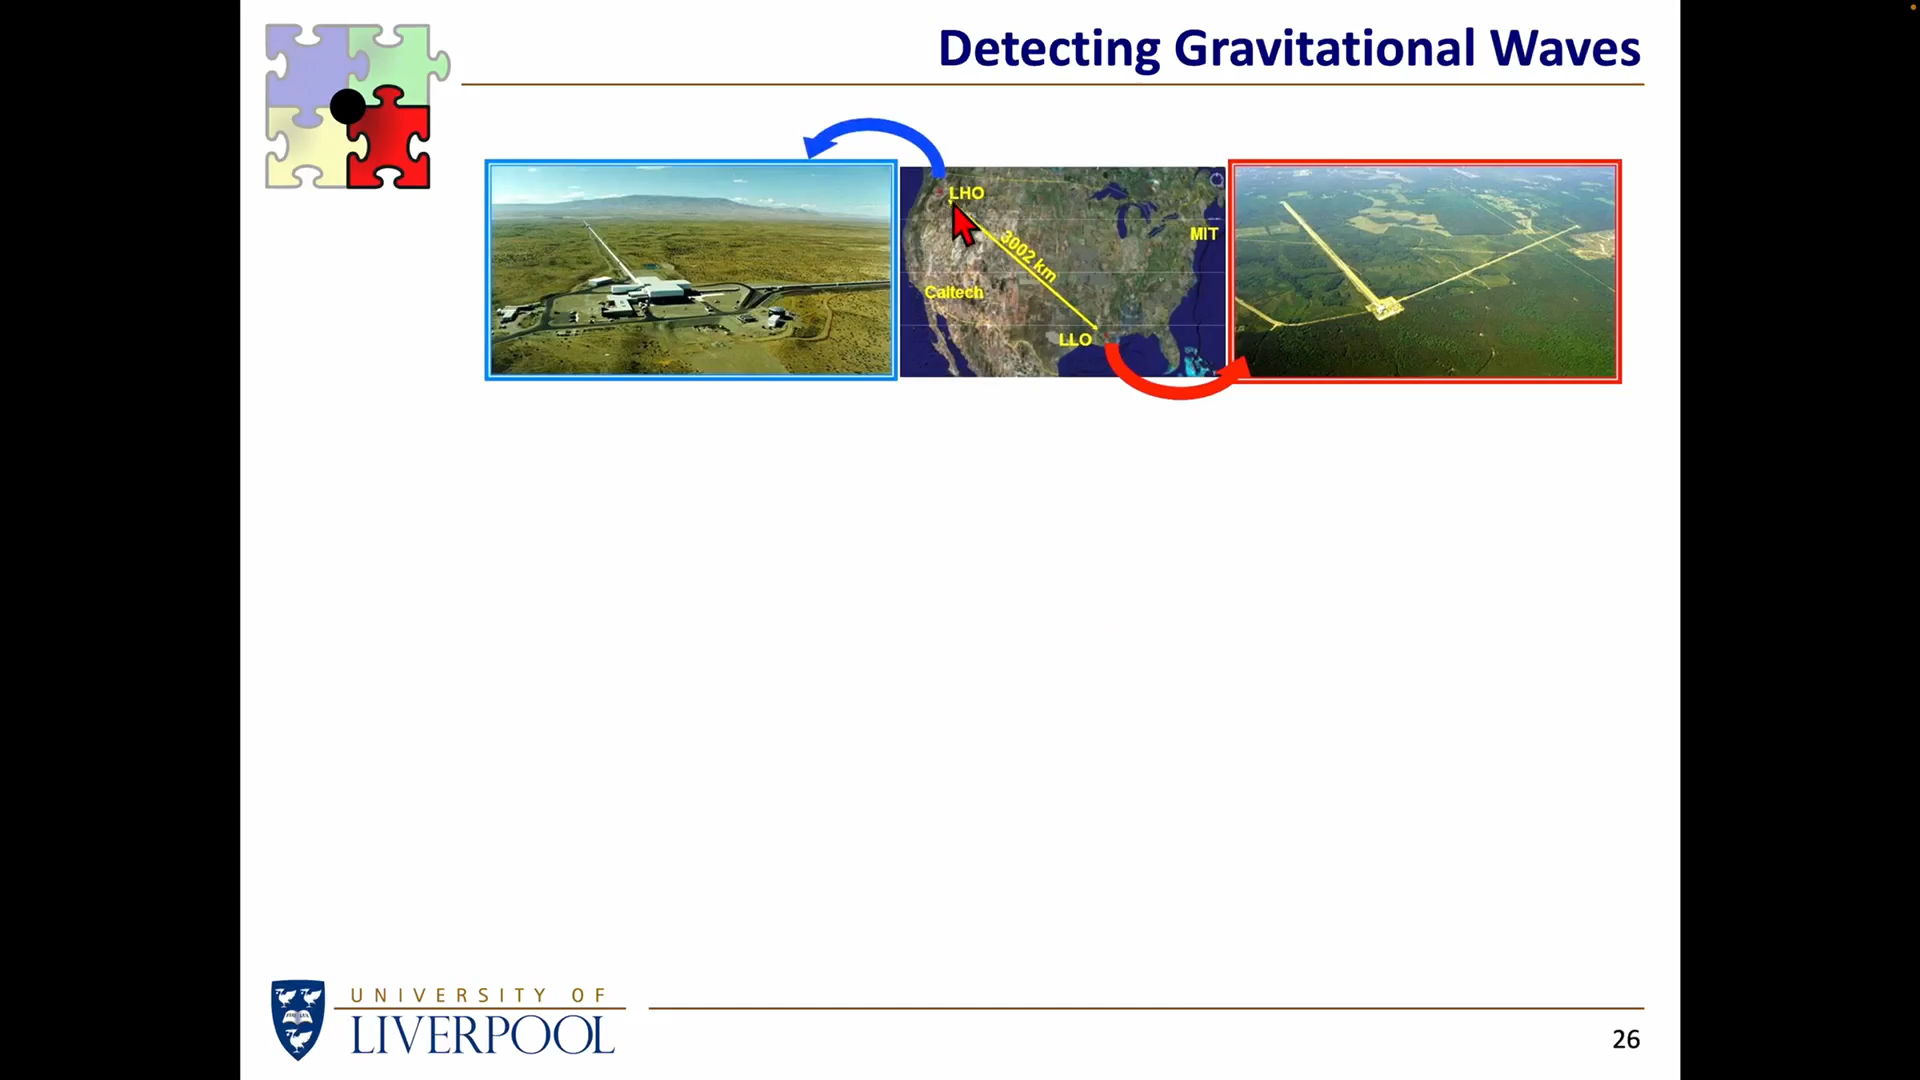 Detecting Gravitational Waves
LHO
3002 km
MIT
Caltech
LLO
UNIVERSITY OF
LIVERPOOL
26